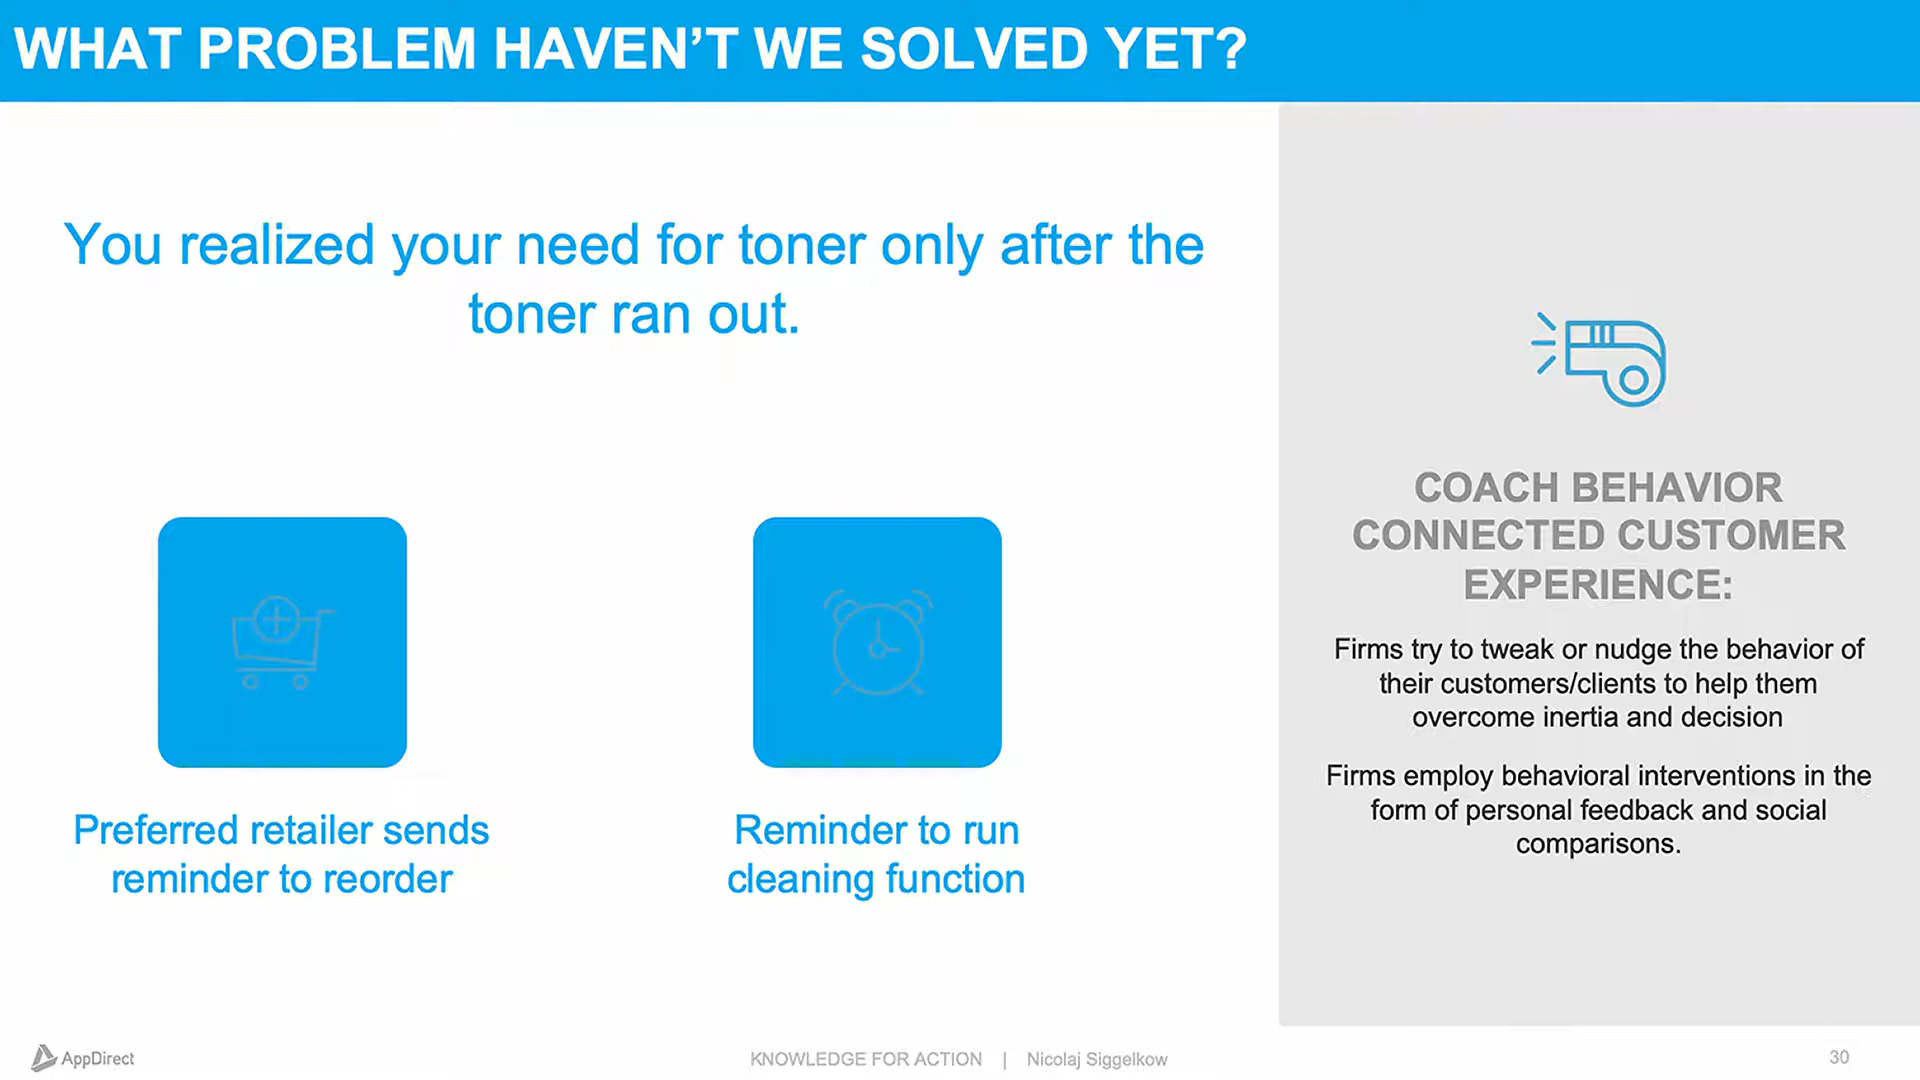 WHAT PROBLEM HAVEN’T WE SOLVED YET?
You realized your need for toner only after the
toner ran out.
Preferred retailer sends
reminder to reorder
Reminder to run
cleaning function
COACH BEHAVIOR
CONNECTED CUSTOMER
EXPERIENCE:
Firms try to tweak or nudge the behavior of
their customers/clients to help them
overcome inertia and decision
Firms employ behavioral interventions in the
form of personal feedback and social
comparisons.
AppDirect
KNOWLEDGE FOR ACTION | Nicolaj Siggelkow
30